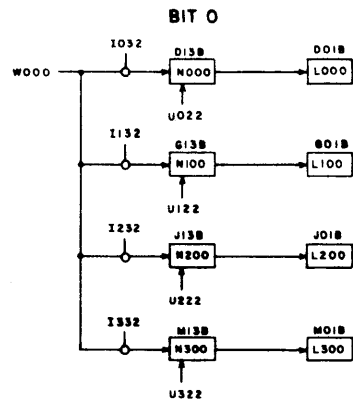 BIT 0
I032 D13B D01B
W000 N000 L000
U022
I132 G13B G01B
N100 L100
U122
I232 J13B J01B
N200 L200
U222
I332 M13B M01B
N300 L300
U322